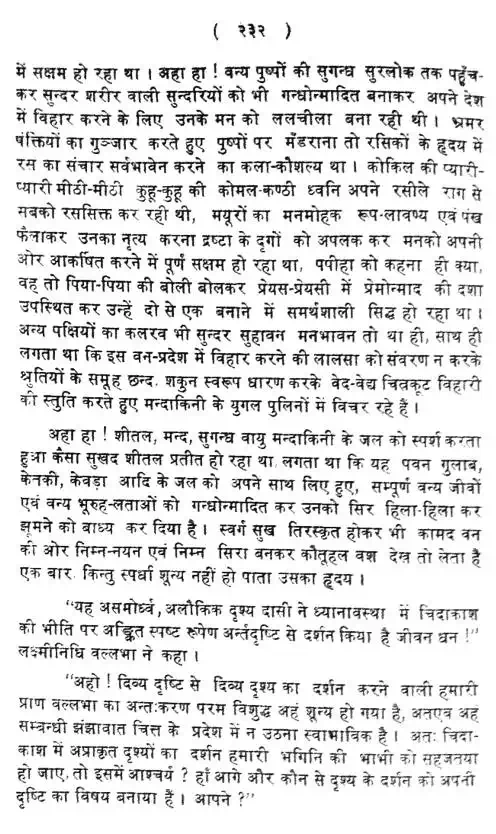 ( २३२ )
में सक्षम हो रहा था । अहा हा ! वन्य पुष्पों की सुगन्ध सुरलोक तक पहुँच-
कर सुन्दर शरीर वाली सुन्दरियों को भी गन्धोन्मादित बनाकर अपने देश
में विहार करने के लिए उनके मन को ललचीला बना रही थी । भ्रमर
पंक्तियों का गुञ्जार करते हुए पुष्पों पर मँडराना तो रसिकों के हृदय में
रस का संचार सर्वभावेन करने का कला-कौशल्य था । कोकिल की प्यारी-
प्यारी मीठी-मीठी कुहू-कुहू की कोमल-कण्ठी ध्वनि अपने रसीले राग से
सबको रससिक्त कर रही थी, मयूरों का मनमोहक रूप-लावण्य एवं पंख
फैलाकर उनका नृत्य करना द्रष्टा के दृगों को अपलक कर मनको अपनी
ओर आकर्षित करने में पूर्ण सक्षम हो रहा था, पपीहा को कहना ही क्या,
वह तो पिया-पिया की बोली बोलकर प्रेयस-प्रेयसी में प्रेमोन्माद की दशा
उपस्थित कर उन्हें दो से एक बनाने में समर्थशाली सिद्ध हो रहा था ।
अन्य पक्षियों का कलरव भी सुन्दर सुहावन मनभावन तो था ही, साथ ही
लगता था कि इस वन-प्रदेश में विहार करने की लालसा को संवरण न करके
श्रुतियों के समूह छन्द, शकुन स्वरूप धारण करके वेद-वेद्य चित्रकूट विहारी
की स्तुति करते हुए मन्दाकिनी के युगल पुलिनों में विचर रहे हैं ।
अहा हा ! शीतल, मन्द, सुगन्ध वायु मन्दाकिनी के जल को स्पर्श करता
हुआ कैसा सुखद शीतल प्रतीत हो रहा था, लगता था कि यह पवन गुलाब,
केतकी, केवड़ा आदि के जल को अपने साथ लिए हुए, सम्पूर्ण वन्य जीवों
एवं वन्य भूरुह-लताओं को गन्धोन्मादित कर उनको सिर हिला-हिला कर
झूमने को बाध्य कर दिया है । स्वर्ग सुख तिरस्कृत होकर भी कामद वन
की ओर निम्न-नयन एवं निम्न सिरा बनकर कौतूहल वश देख तो लेता है
एक बार, किन्तु स्पर्धा शून्य नहीं हो पाता उसका हृदय ।
"यह असमोर्ध्व, अलौकिक दृश्य दासी ने ध्यानावस्था में चिदाकाश
की भीति पर अङ्कित स्पष्ट रूपेण अर्न्तदृष्टि से दर्शन किया है जीवन धन !"
लक्ष्मीनिधि वल्लभा ने कहा ।
"अहो ! दिव्य दृष्टि से दिव्य दृश्य का दर्शन करने वाली हमारी
प्राण वल्लभा का अन्तःकरण परम विशुद्ध अहं शून्य हो गया है, अतएव अहं
सम्बन्धी झंझावात चित्त के प्रदेश में न उठना स्वाभाविक है । अतः चिदा-
काश में अप्राकृत दृश्यों का दर्शन हमारी भगिनि की भाभी को सहजतया
हो जाए, तो इसमें आश्चर्य ? हाँ आगे और कौन से दृश्य के दर्शन को अपनी
दृष्टि का विषय बनाया हैं । आपने ?"